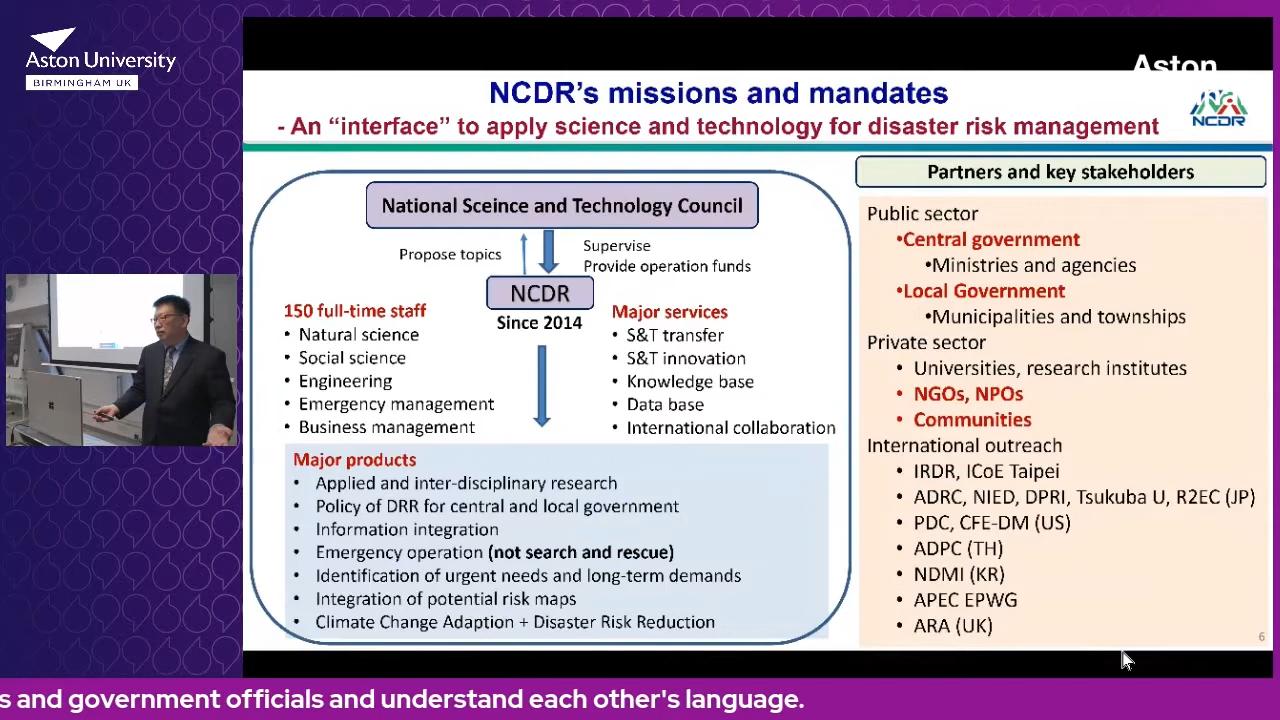 Aston University
BIRMINGHAM UK
Aston
NCDR's missions and mandates
- An “interface” to apply science and technology for disaster risk management
NCDR
National Sceince and Technology Council
Propose topics
Supervise
Provide operation funds
NCDR
Since 2014
150 full-time staff
• Natural science
• Social science
• Engineering
• Emergency management
• Business management
Major services
• S&T transfer
• S&T innovation
• Knowledge base
• Data base
• International collaboration
Major products
• Applied and inter-disciplinary research
• Policy of DRR for central and local government
• Information integration
• Emergency operation (not search and rescue)
• Identification of urgent needs and long-term demands
• Integration of potential risk maps
• Climate Change Adaption + Disaster Risk Reduction
Partners and key stakeholders
Public sector
•Central government
•Ministries and agencies
•Local Government
•Municipalities and townships
Private sector
• Universities, research institutes
• NGOs, NPOs
• Communities
International outreach
• IRDR, ICoE Taipei
• ADRC, NIED, DPRI, Tsukuba U, R2EC (JP)
• PDC, CFE-DM (US)
• ADPC (TH)
• NDMI (KR)
• APEC EPWG
• ARA (UK)
6
s and government officials and understand each other's language.